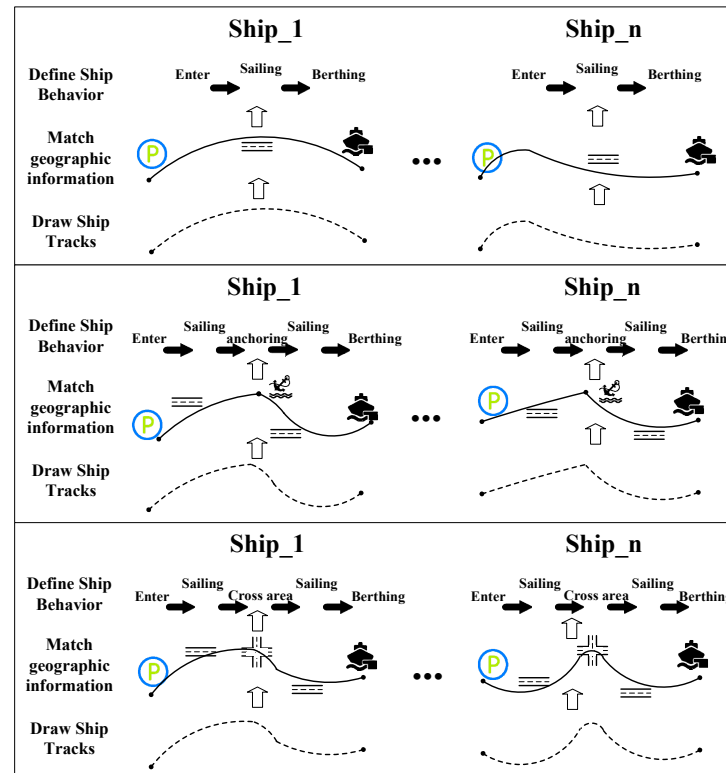 Ship_1 Ship_n
Define Ship
Behavior
Enter Sailing Berthing Enter Sailing Berthing
Match
geographic
information
P P
•••
Draw Ship
Tracks
Ship_1 Ship_n
Define Ship
Behavior
Enter Sailing anchoring Sailing Berthing Enter Sailing anchoring Sailing Berthing
Match
geographic
information
P P
•••
Draw Ship
Tracks
Ship_1 Ship_n
Define Ship
Behavior
Enter Sailing Cross area Sailing Berthing Enter Sailing Cross area Sailing Berthing
Match
geographic
information
P P
•••
Draw Ship
Tracks